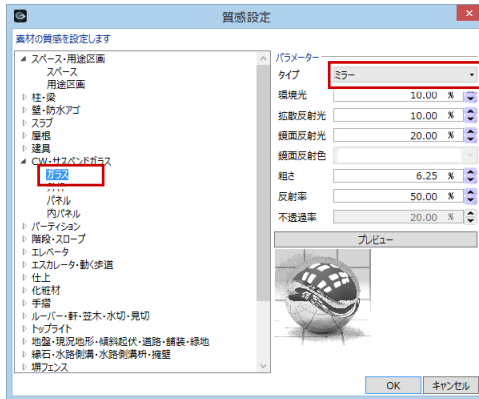 質感設定
素材の質感を設定します
スペース・用途区画
スペース
用途区画
柱・梁
壁・防水アゴ
スラブ
屋根
建具
CW・サスペンドガラス
ガラス
パネル
内パネル
パーティション
階段・スロープ
エレベータ
エスカレータ・動く歩道
仕上
化粧材
手摺
ルーバー・軒・笠木・水切・見切
トップライト
地盤・現況地形・傾斜起伏・道路・舗装・緑地
縁石・水路側溝・水路側溝枡・擁壁
塀フェンス
パラメーター
タイプ ミラー
環境光 10.00 %
拡散反射光 10.00 %
鏡面反射光 20.00 %
鏡面反射色
粗さ 6.25 %
反射率 50.00 %
不透過率 20.00 %
プレビュー
OK キャンセル